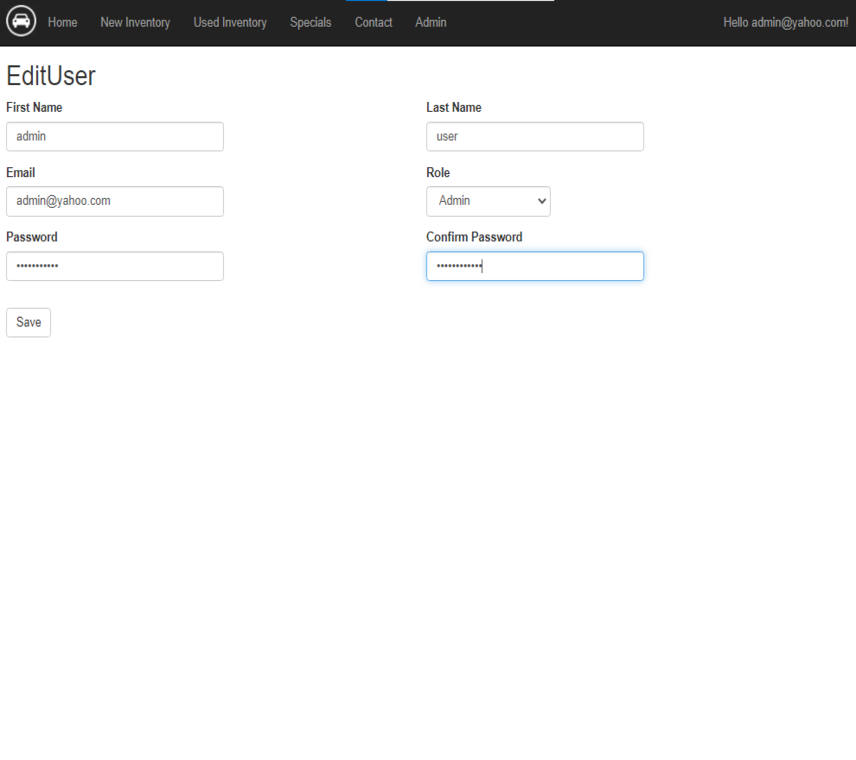 Home New Inventory Used Inventory Specials Contact Admin Hello admin@yahoo.com!
EditUser
First Name Last Name
admin user
Email Role
admin@yahoo.com Admin
Password Confirm Password
••••••••••• ••••••••••••
Save